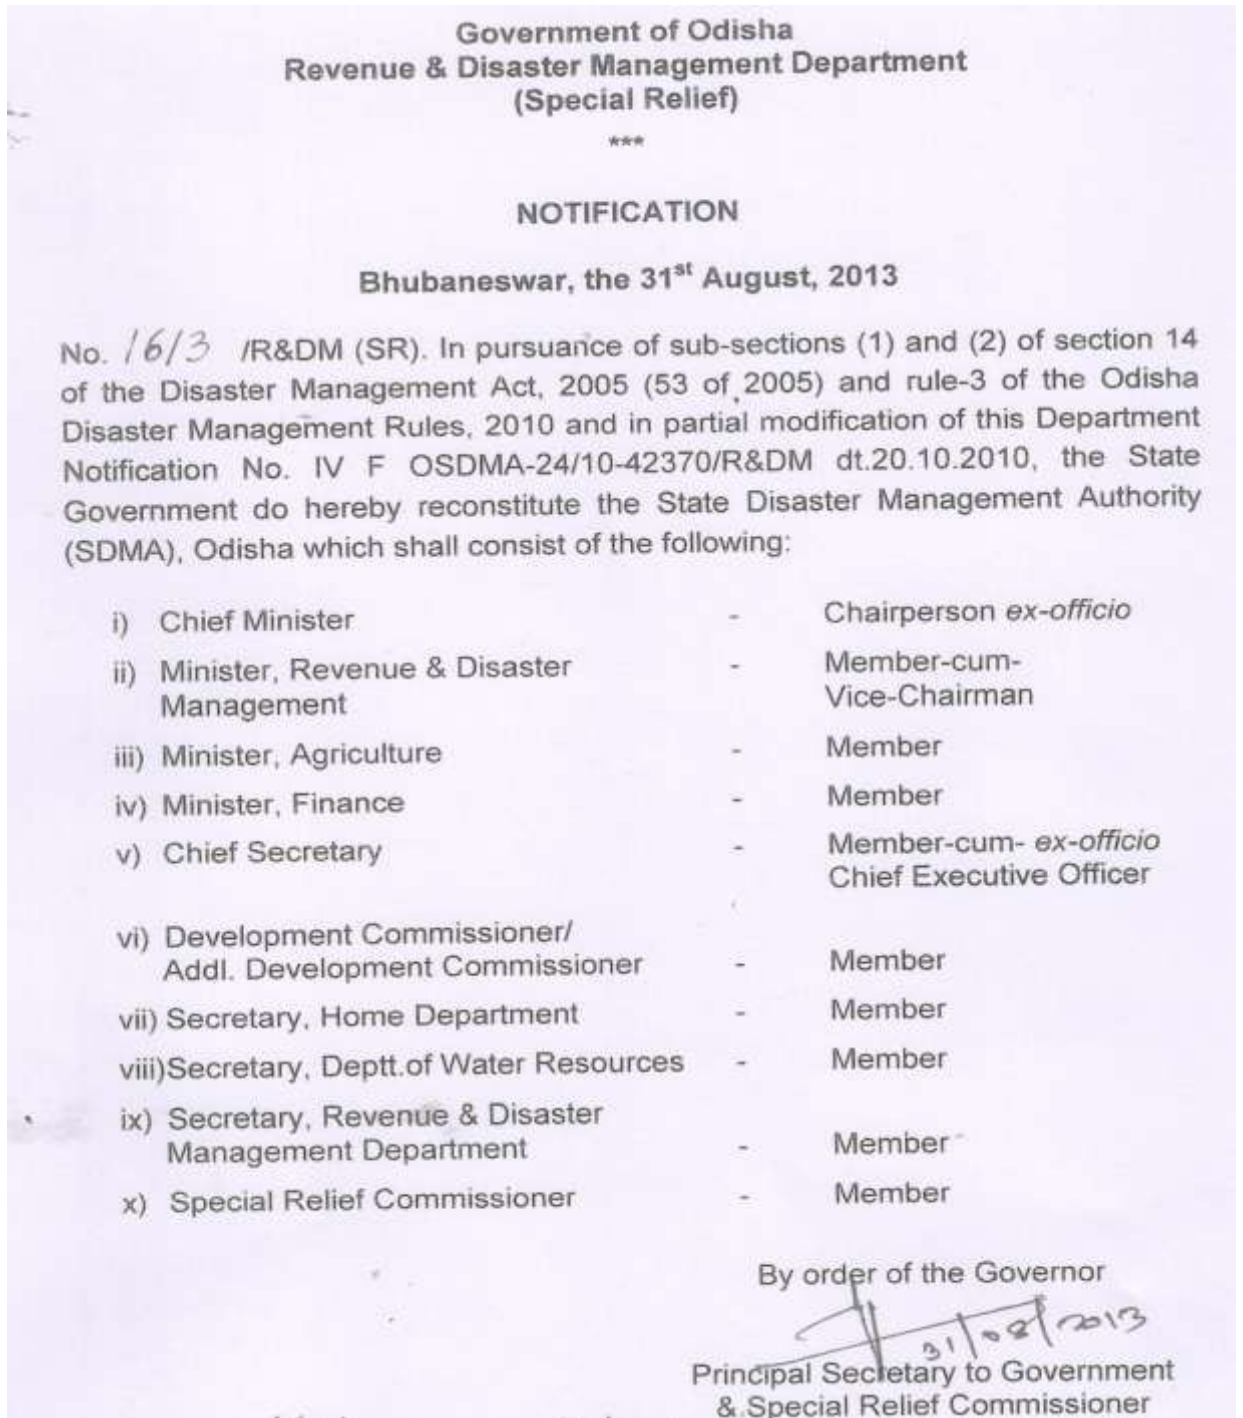 Government of Odisha
Revenue & Disaster Management Department
(Special Relief)
***
NOTIFICATION
Bhubaneswar, the 31st August, 2013
No. 1613 /R&DM (SR). In pursuance of sub-sections (1) and (2) of section 14
of the Disaster Management Act, 2005 (53 of 2005) and rule-3 of the Odisha
Disaster Management Rules, 2010 and in partial modification of this Department
Notification No. IV F OSDMA-24/10-42370/R&DM dt.20.10.2010, the State
Government do hereby reconstitute the State Disaster Management Authority
(SDMA), Odisha which shall consist of the following:
i) Chief Minister - Chairperson ex-officio
ii) Minister, Revenue & Disaster - Member-cum-
Management Vice-Chairman
iii) Minister, Agriculture - Member
iv) Minister, Finance - Member
v) Chief Secretary - Member-cum- ex-officio
Chief Executive Officer
vi) Development Commissioner/
Addl. Development Commissioner - Member
vii) Secretary, Home Department - Member
viii)Secretary, Deptt.of Water Resources - Member
ix) Secretary, Revenue & Disaster
Management Department - Member
x) Special Relief Commissioner - Member
By order of the Governor
31/08/2013
Principal Secretary to Government
& Special Relief Commissioner